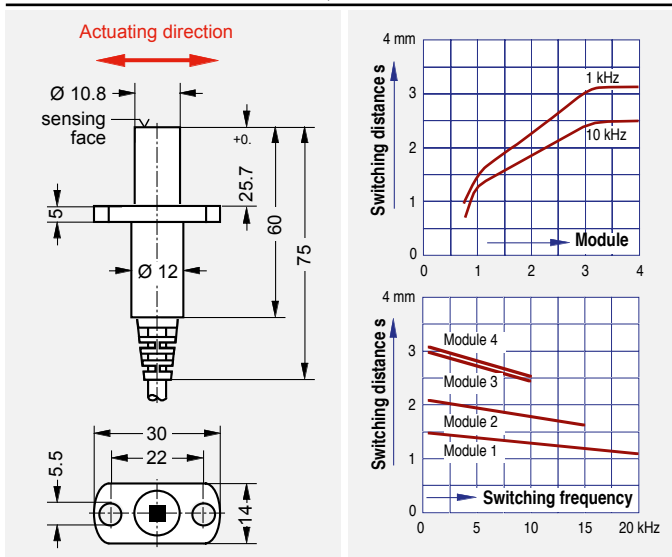 Actuating direction
Ø 10.8
sensing
face
+0.
25.7
5
60
75
Ø 12
30
22
5.5
14
4 mm
3
2
1
0
Switching distance s
1 kHz
10 kHz
Module
0 1 2 3 4
4 mm
3
2
1
0
Switching distance s
Module 4
Module 3
Module 2
Module 1
Switching frequency
0 5 10 15 20 kHz